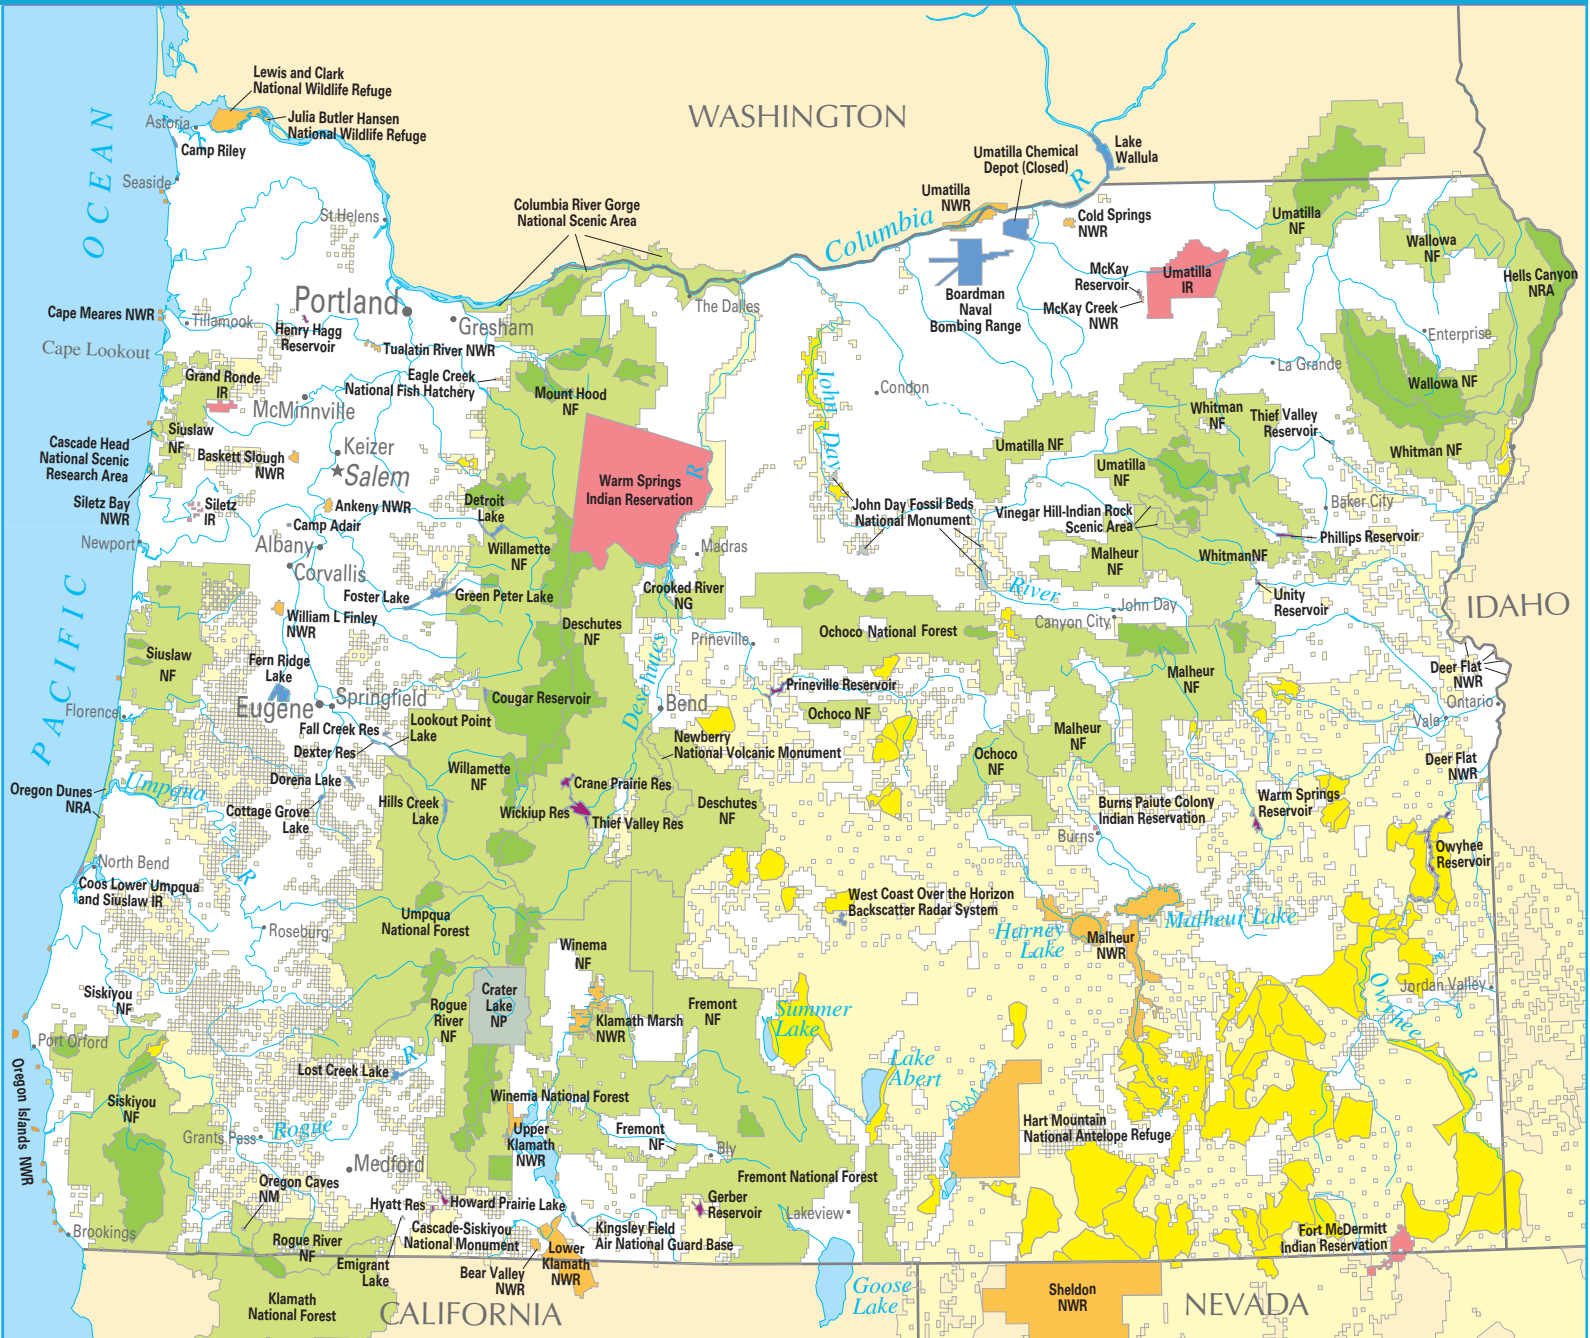 WASHINGTON
Lewis and Clark
National Wildlife Refuge
Julia Butler Hansen
National Wildlife Refuge
Astoria
Camp Riley
Seaside
PACIFIC
OCEAN
St Helens
Columbia River Gorge
National Scenic Area
Umatilla
NWR
Umatilla Chemical
Depot (Closed)
Lake
Wallula
Columbia
R
Cold Springs
NWR
Boardman
Naval
Bombing Range
McKay
Reservoir
McKay Creek
NWR
Umatilla
IR
Umatilla
NF
Wallowa
NF
Hells Canyon
NRA
Enterprise
Wallowa NF
La Grande
Whitman
NF
Thief Valley
Reservoir
Whitman NF
Cape Meares NWR
Tillamook
Cape Lookout
Henry Hagg
Reservoir
Portland
Gresham
The Dalles
Tualatin River NWR
Eagle Creek
National Fish Hatchery
Mount Hood
NF
Grand Ronde
IR
McMinnville
Siuslaw
NF
Cascade Head
National Scenic
Research Area
Baskett Slough
NWR
Keizer
Salem
Siletz Bay
NWR
Siletz
IR
Ankeny NWR
Camp Adair
Newport
Albany
Corvallis
Detroit
Lake
Willamette
NF
Warm Springs
Indian Reservation
R
John
Day
River
Condon
Umatilla NF
Umatilla
NF
John Day Fossil Beds
National Monument
Vinegar Hill-Indian Rock
Scenic Area
Baker City
Phillips Reservoir
WhitmanNF
Malheur
NF
Unity
Reservoir
IDAHO
Madras
Crooked River
NG
Foster Lake
Green Peter Lake
William L Finley
NWR
Deschutes
NF
Deschutes
Prineville
Ochoco National Forest
John Day
Canyon City
Malheur
NF
Deer Flat
NWR
Ontario
Vale
Siuslaw
NF
Fern Ridge
Lake
Eugene
Springfield
Cougar Reservoir
Florence
Fall Creek Res
Lookout Point
Lake
Dexter Res
Bend
Prineville Reservoir
Ochoco NF
Newberry
National Volcanic Monument
Ochoco
NF
Malheur
NF
Deer Flat
NWR
Oregon Dunes
NRA
Umpqua
R
Dorena Lake
Cottage Grove
Lake
Hills Creek
Lake
Willamette
NF
Crane Prairie Res
Wickiup Res
Thief Valley Res
Deschutes
NF
Burns Paiute Colony
Indian Reservation
Burns
Warm Springs
Reservoir
Owyhee
Reservoir
North Bend
Coos Lower Umpqua
and Siuslaw IR
Roseburg
Umpqua
National Forest
Winema
NF
West Coast Over the Horizon
Backscatter Radar System
Harney
Lake
Malheur
NWR
Malheur Lake
Jordan Valley
Owyhee
R
Siskiyou
NF
Port Orford
Oregon Islands NWR
Siskiyou
NF
Rogue
River
NF
Crater
Lake
NP
Klamath Marsh
NWR
Fremont
NF
Summer
Lake
Lake
Abert
Lost Creek Lake
R
Rogue
Grants Pass
Medford
Winema National Forest
Upper
Klamath
NWR
Fremont
NF
Bly
Fremont National Forest
Hart Mountain
National Antelope Refuge
Oregon Caves
NM
Hyatt Res
Howard Prairie Lake
Cascade-Siskiyou
National Monument
Kingsley Field
Air National Guard Base
Gerber
Reservoir
Lakeview
Brookings
Rogue River
NF
Emigrant
Lake
Bear Valley
NWR
Lower
Klamath
NWR
Fort McDermitt
Indian Reservation
Klamath
National Forest
CALIFORNIA
Goose
Lake
Sheldon
NWR
NEVADA